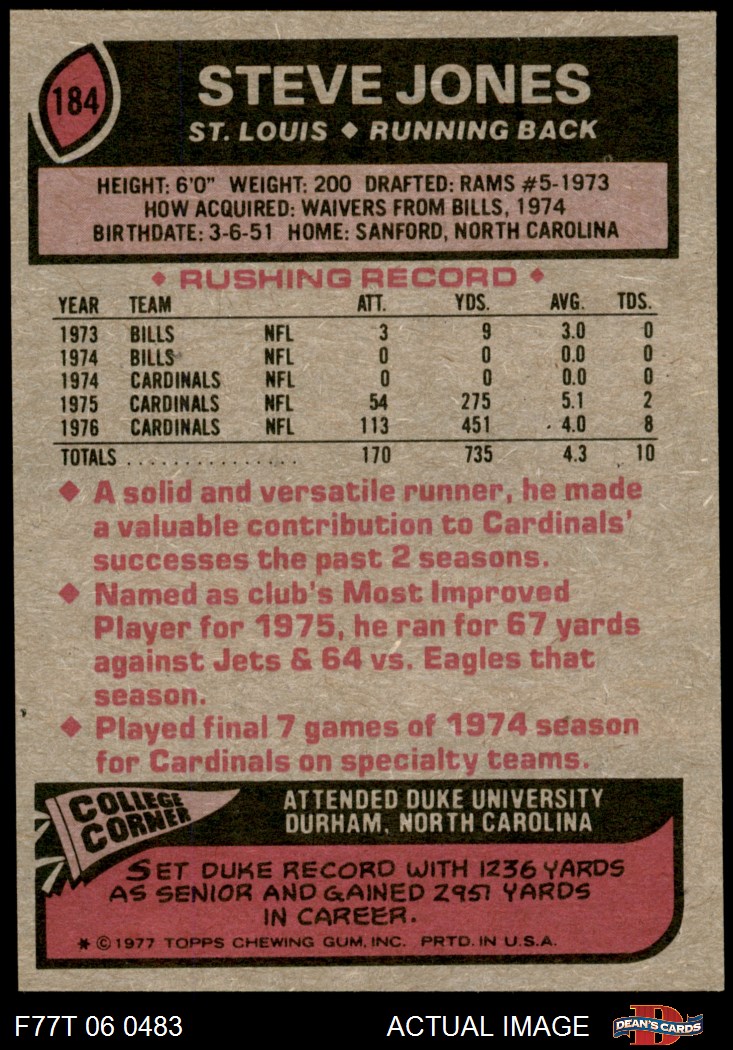 184
STEVE JONES
ST. LOUIS ♦ RUNNING BACK
HEIGHT: 6'0" WEIGHT: 200 DRAFTED: RAMS #5-1973
HOW ACQUIRED: WAIVERS FROM BILLS, 1974
BIRTHDATE: 3-6-51 HOME: SANFORD, NORTH CAROLINA
♦ RUSHING RECORD ♦
YEAR TEAM ATT. YDS. AVG. TDS.
1973 BILLS NFL 3 9 3.0 0
1974 BILLS NFL 0 0 0.0 0
1974 CARDINALS NFL 0 0 0.0 0
1975 CARDINALS NFL 54 275 5.1 2
1976 CARDINALS NFL 113 451 4.0 8
TOTALS ................ 170 735 4.3 10
♦ A solid and versatile runner, he made
a valuable contribution to Cardinals'
successes the past 2 seasons.
♦ Named as club's Most Improved
Player for 1975, he ran for 67 yards
against Jets & 64 vs. Eagles that
season.
♦ Played final 7 games of 1974 season
for Cardinals on specialty teams.
COLLEGE
CORNER
ATTENDED DUKE UNIVERSITY
DURHAM, NORTH CAROLINA
SET DUKE RECORD WITH 1236 YARDS
AS SENIOR AND GAINED 2951 YARDS
IN CAREER.
* © 1977 TOPPS CHEWING GUM, INC. PRTD. IN U.S.A.
F77T 06 0483 ACTUAL IMAGE
D
DEAN'S CARDS